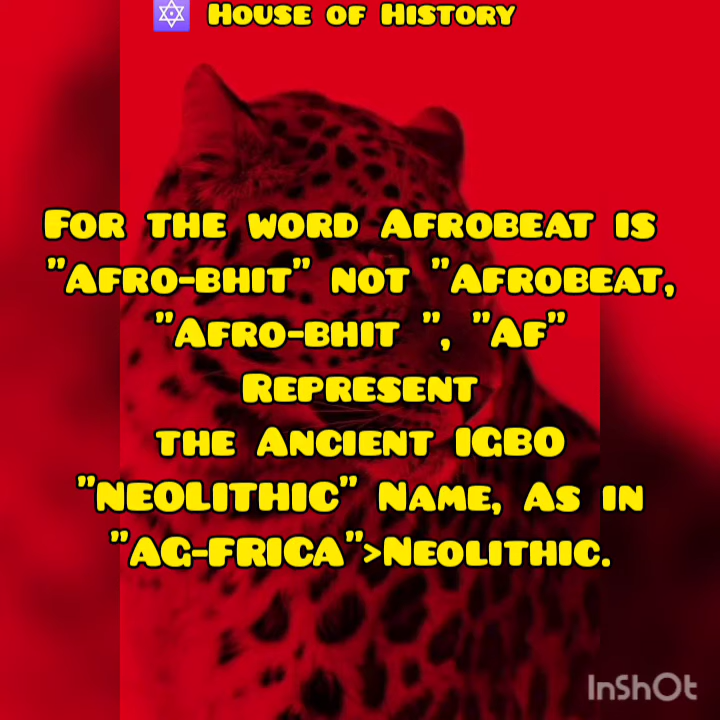 🔯 House of History
For the word Afrobeat is
"Afro-bhit" not "Afrobeat,
"Afro-bhit ", "Af"
Represent
the Ancient IGBO
"NEOLITHIC" Name, As in
"AG-FRICA">Neolithic.
InShOt